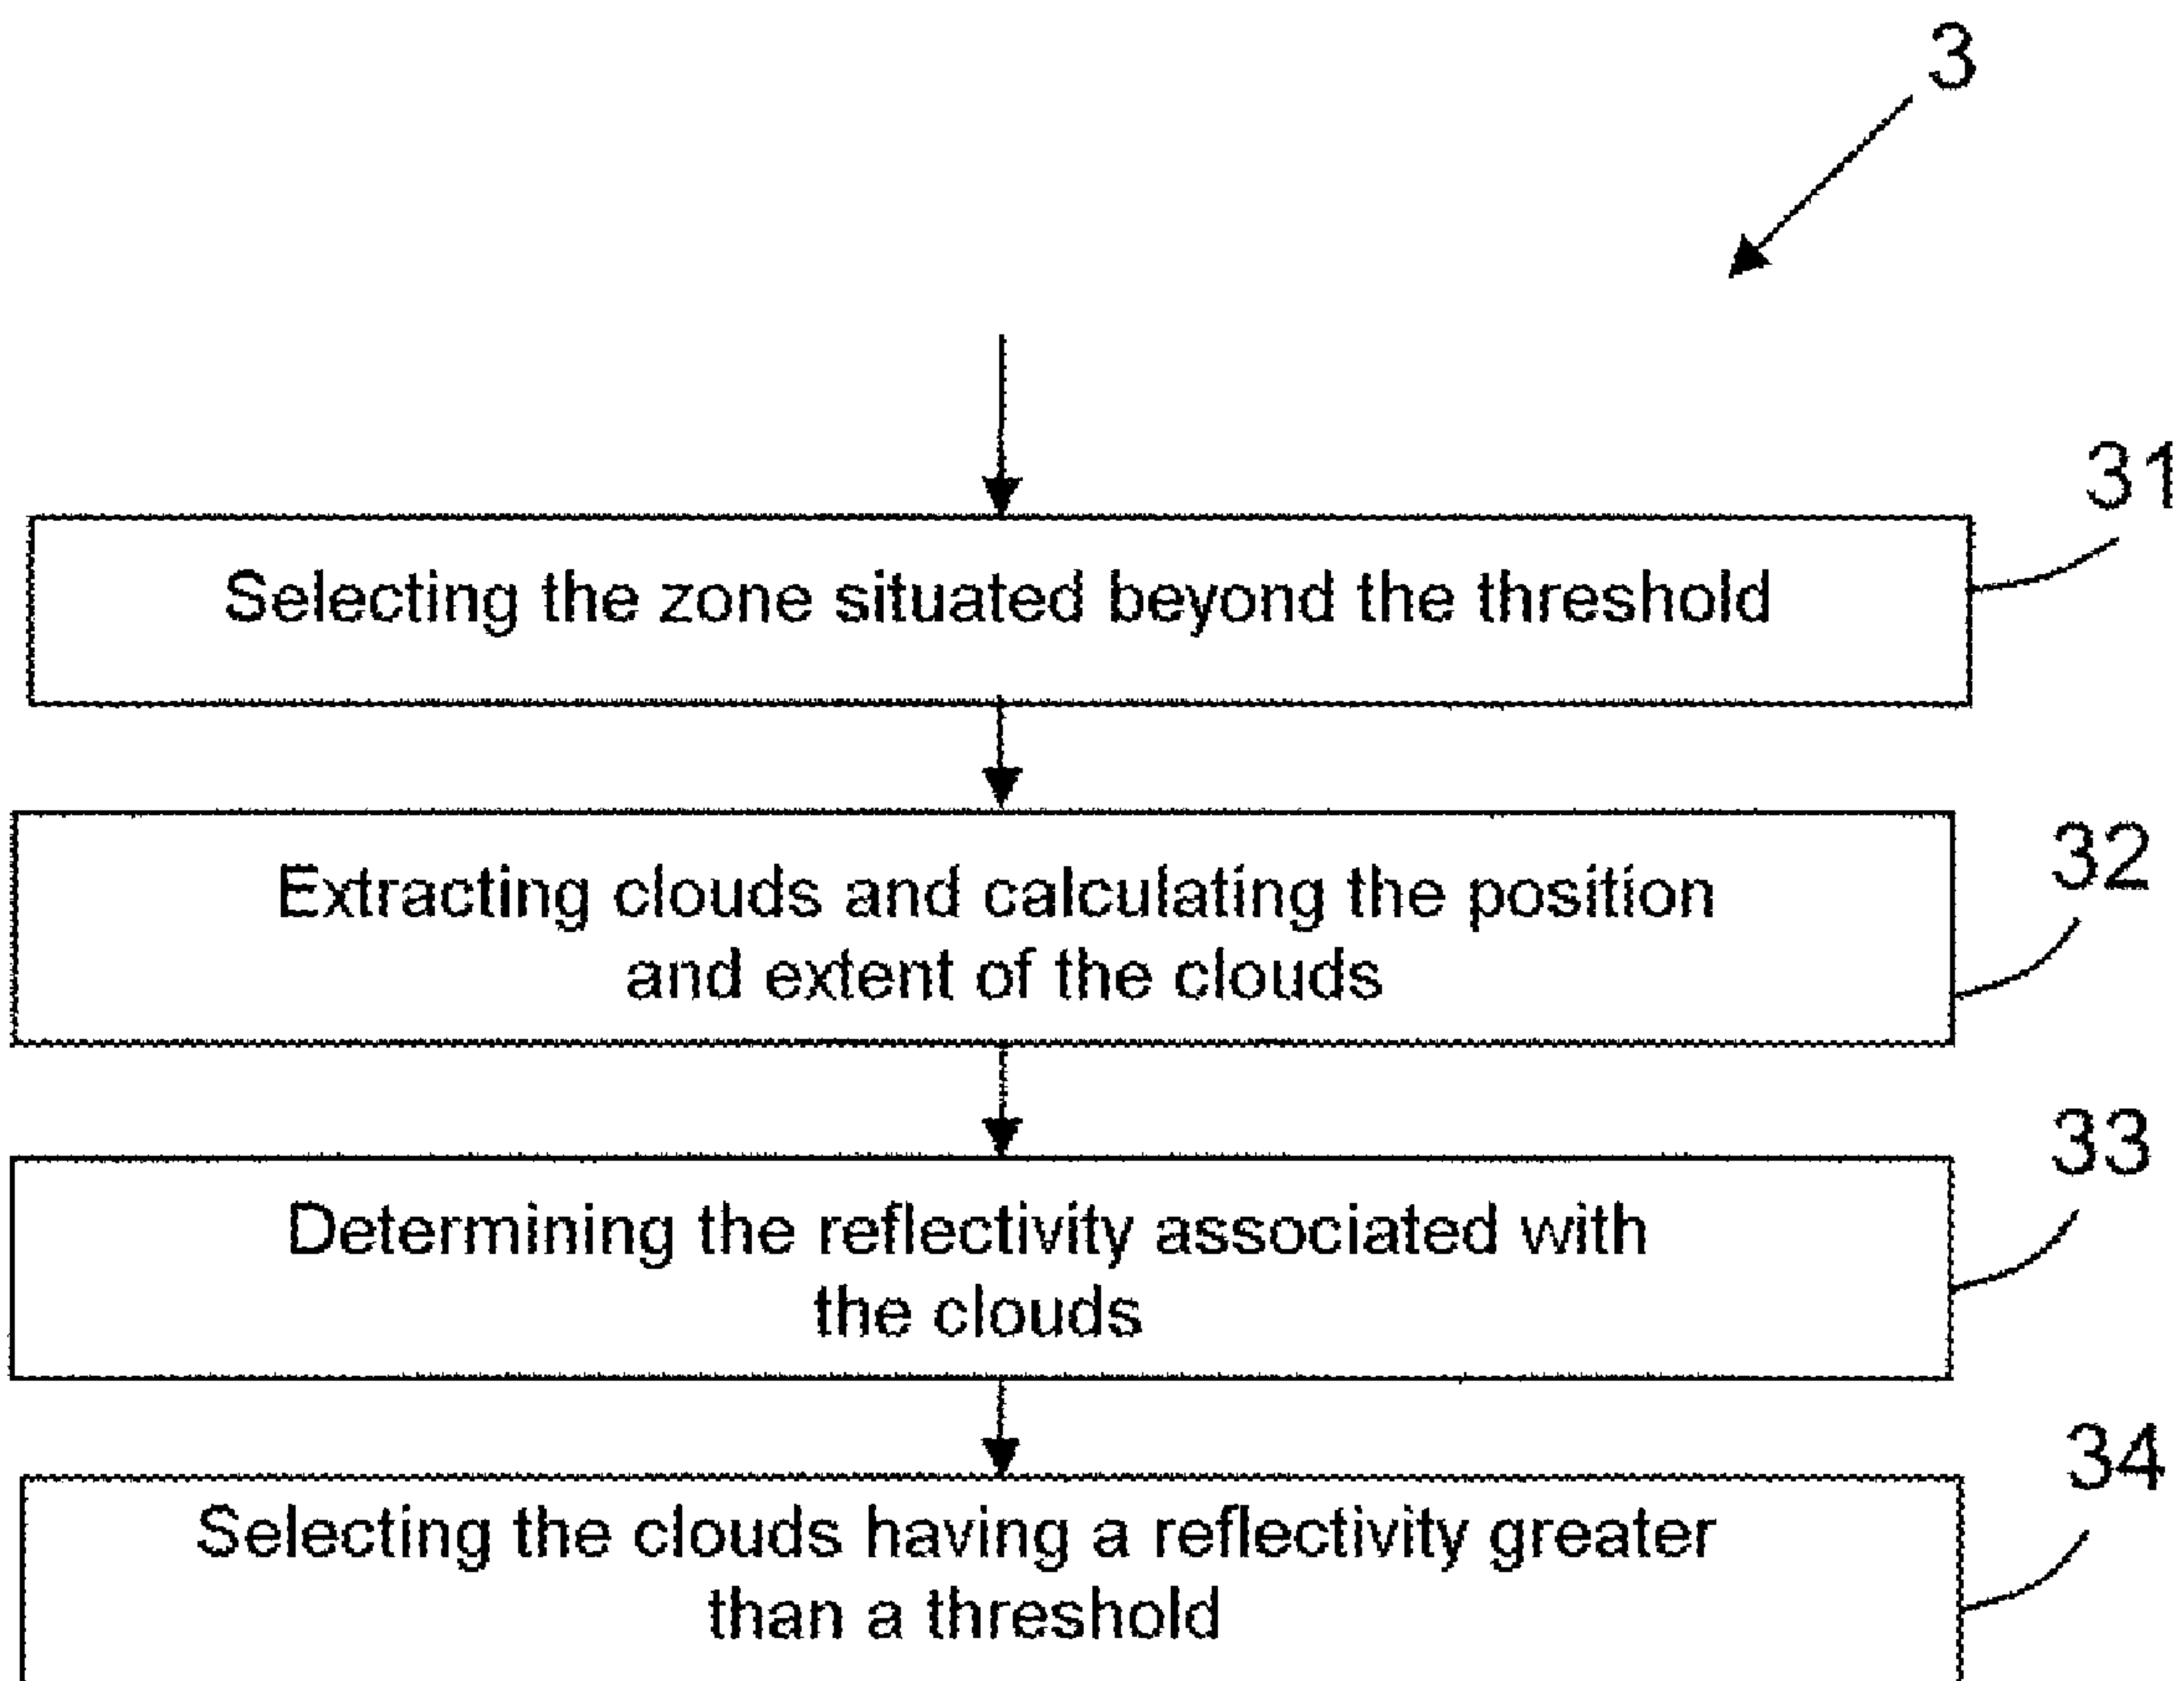 3
31
Selecting the zone situated beyond the threshold
32
Extracting clouds and calculating the position
and extent of the clouds
33
Determining the reflectivity associated with
the clouds
34
Selecting the clouds having a reflectivity greater
than a threshold